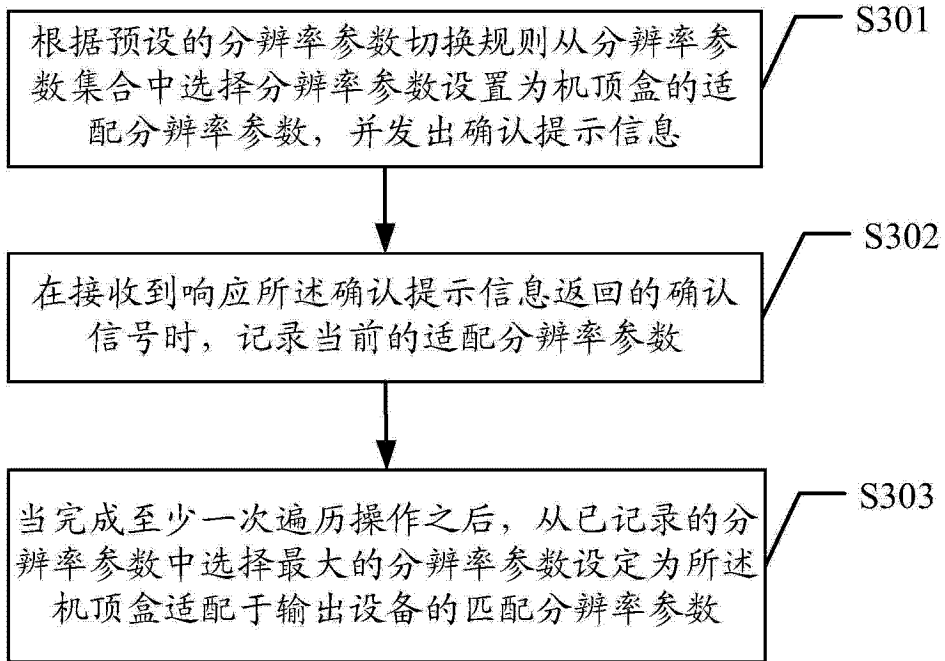 根据预设的分辨率参数切换规则从分辨率参
数集合中选择分辨率参数设置为机顶盒的适
配分辨率参数，并发出确认提示信息
S301
在接收到响应所述确认提示信息返回的确认
信号时，记录当前的适配分辨率参数
S302
当完成至少一次遍历操作之后，从已记录的分
辨率参数中选择最大的分辨率参数设定为所述
机顶盒适配于输出设备的匹配分辨率参数
S303